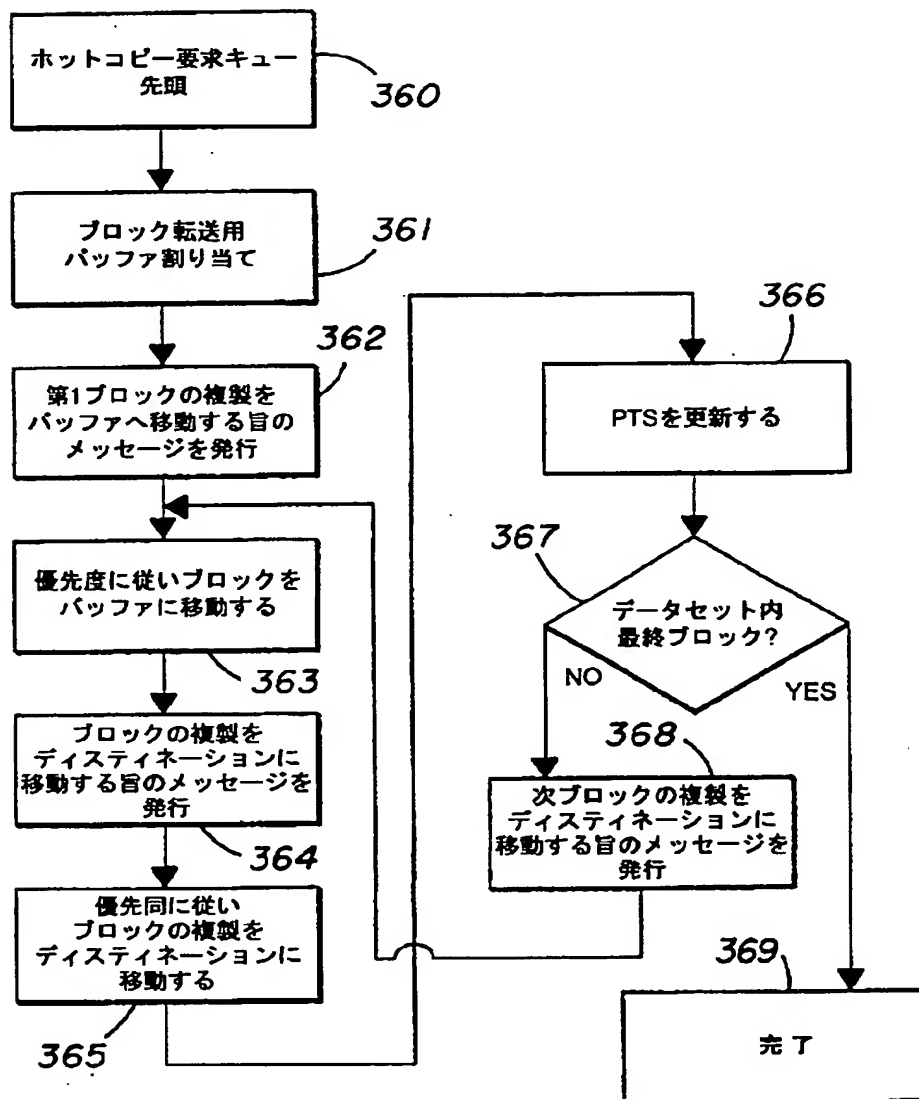 ホットコピー要求キュー
先頭
360
ブロック転送用
バッファ割り当て
361
362
第1ブロックの複製を
バッファへ移動する旨の
メッセージを発行
優先度に従いブロックを
バッファに移動する
363
ブロックの複製を
ディスティネーションに
移動する旨のメッセージを
発行
364
優先同に従い
ブロックの複製を
ディスティネーションに
移動する
365
366
PTSを更新する
367
データセット内
最終ブロック?
NO
YES
368
次ブロックの複製を
ディスティネーションに
移動する旨のメッセージを
発行
369
完了